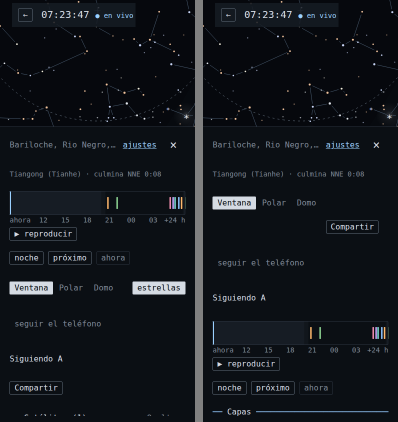 ← 07:23:47 ● en vivo
Bariloche, Río Negro,… ajustes ×
Tiangong (Tianhe) · culmina NNE 0:08
ahora 12 15 18 21 00 03 +24 h
▶ reproducir
noche próximo ahora
Ventana Polar Domo estrellas
seguir el teléfono
Siguiendo A
Compartir
← 07:23:47 ● en vivo
Bariloche, Río Negro,… ajustes ×
Tiangong (Tianhe) · culmina NNE 0:08
Ventana Polar Domo
Compartir
seguir el teléfono
Siguiendo A
ahora 12 15 18 21 00 03 +24 h
▶ reproducir
noche próximo ahora
Capas